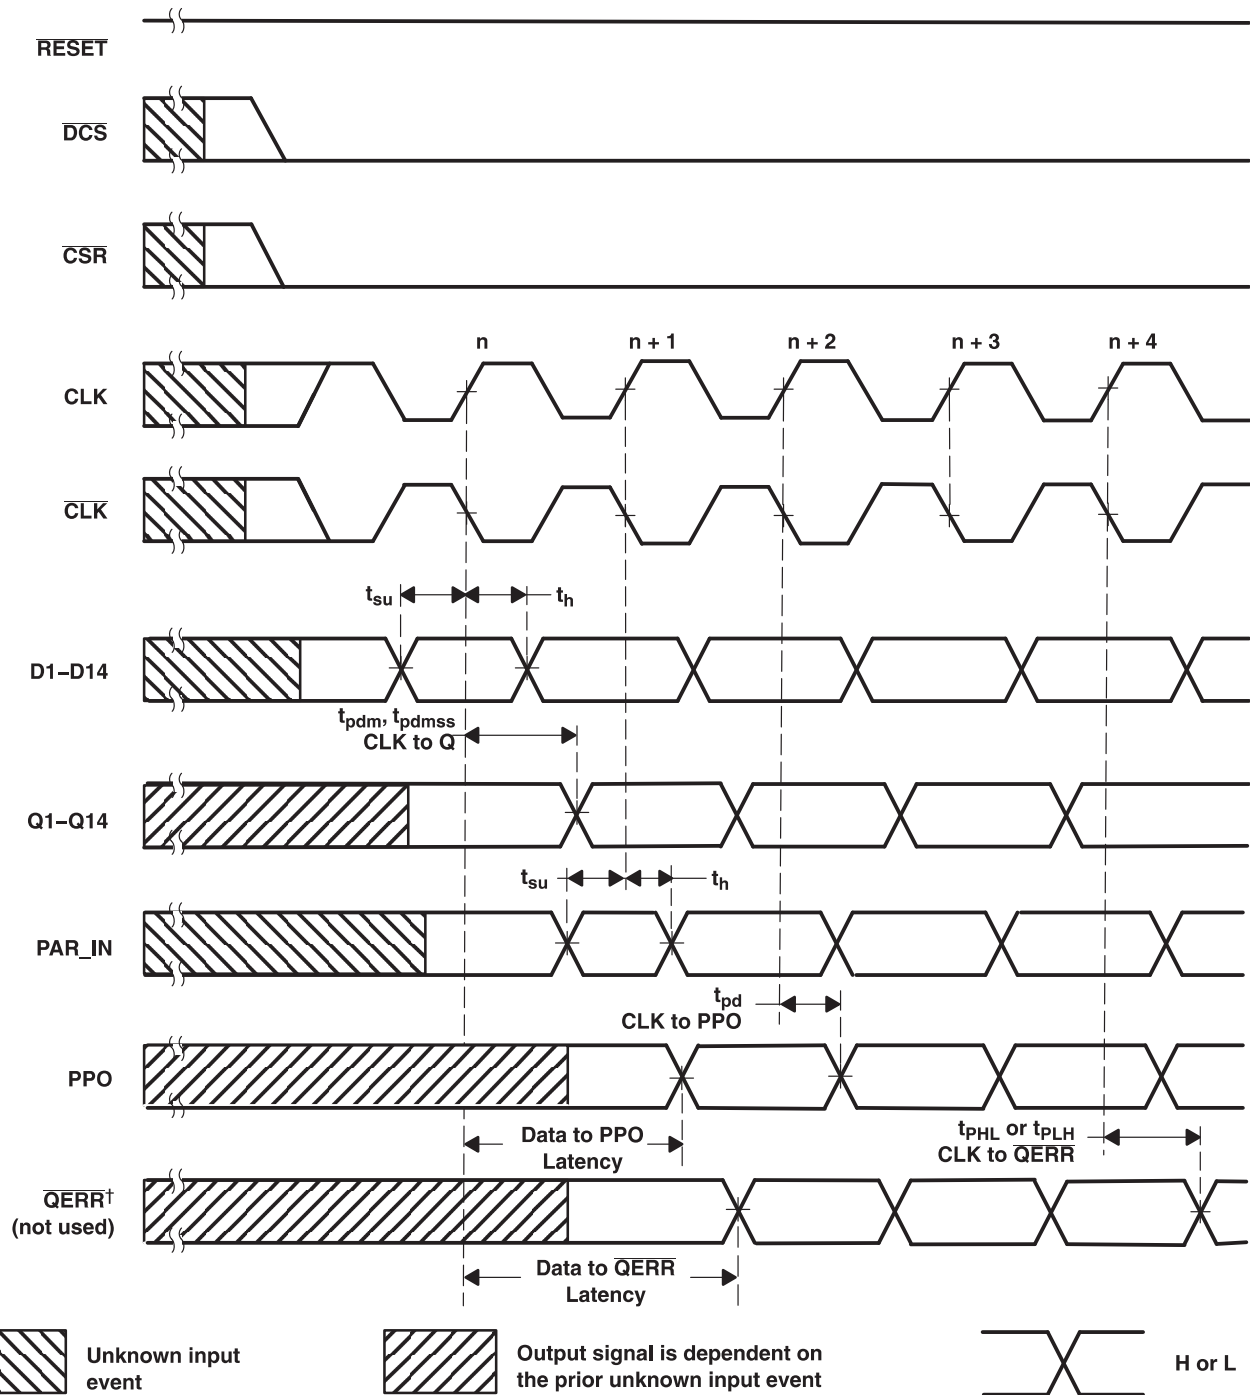 RESET
DCS
CSR
n n + 1 n + 2 n + 3 n + 4
CLK
CLK
tsu th
D1–D14
tpdm, tpdmss
CLK to Q
Q1–Q14
tsu th
PAR_IN
tpd
CLK to PPO
PPO
Data to PPO
Latency
tPHL or tPLH
CLK to QERR
QERR†
(not used)
Data to QERR
Latency
Unknown input
event
Output signal is dependent on
the prior unknown input event
H or L